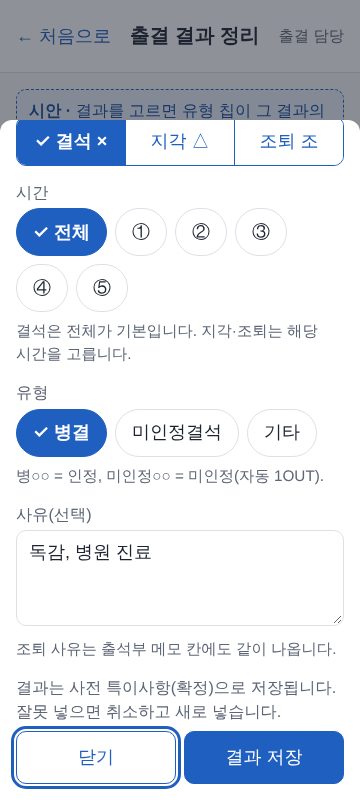 ← 처음으로 출결 결과 정리 출결 담당
시안 · 결과를 고르면 유형 칩이 그 결과의
✓ 결석 × 지각 △ 조퇴 조
시간
✓ 전체 ① ② ③
④ ⑤
결석은 전체가 기본입니다. 지각·조퇴는 해당
시간을 고릅니다.
유형
✓ 병결 미인정결석 기타
병○○ = 인정, 미인정○○ = 미인정(자동 1OUT).
사유(선택)
독감, 병원 진료
조퇴 사유는 출석부 메모 칸에도 같이 나옵니다.
결과는 사전 특이사항(확정)으로 저장됩니다.
잘못 넣으면 취소하고 새로 넣습니다.
닫기 결과 저장